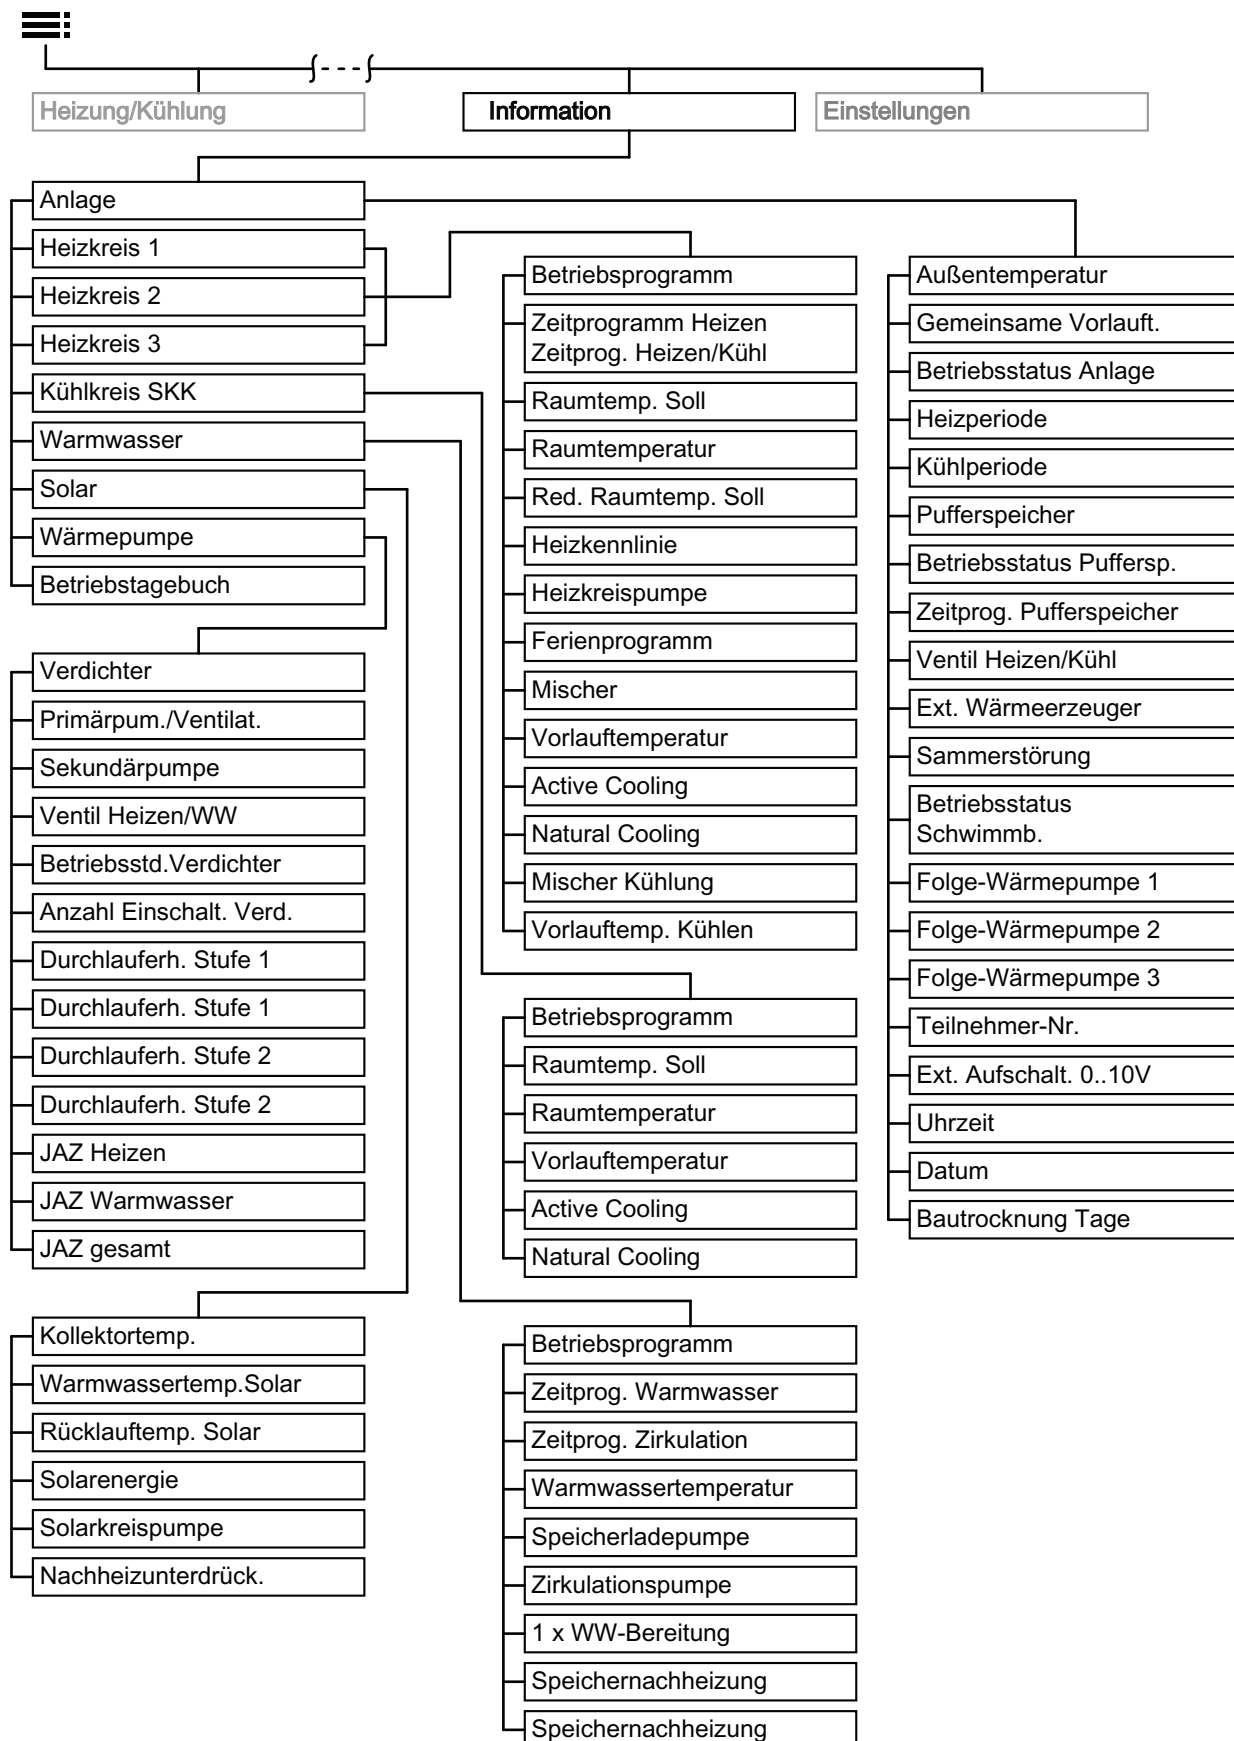 Heizung/Kühlung
Information
Einstellungen
Anlage
Heizkreis 1
Heizkreis 2
Heizkreis 3
Kühlkreis SKK
Warmwasser
Solar
Wärmepumpe
Betriebstagebuch
Verdichter
Primärpum./Ventilat.
Sekundärpumpe
Ventil Heizen/WW
Betriebsstd.Verdichter
Anzahl Einschalt. Verd.
Durchlauferh. Stufe 1
Durchlauferh. Stufe 1
Durchlauferh. Stufe 2
Durchlauferh. Stufe 2
JAZ Heizen
JAZ Warmwasser
JAZ gesamt
Kollektortemp.
Warmwassertemp.Solar
Rücklauftemp. Solar
Solarenergie
Solarkreispumpe
Nachheizunterdrück.
Betriebsprogramm
Zeitprogramm Heizen
Zeitprog. Heizen/Kühl
Raumtemp. Soll
Raumtemperatur
Red. Raumtemp. Soll
Heizkennlinie
Heizkreispumpe
Ferienprogramm
Mischer
Vorlauftemperatur
Active Cooling
Natural Cooling
Mischer Kühlung
Vorlauftemp. Kühlen
Betriebsprogramm
Raumtemp. Soll
Raumtemperatur
Vorlauftemperatur
Active Cooling
Natural Cooling
Betriebsprogramm
Zeitprog. Warmwasser
Zeitprog. Zirkulation
Warmwassertemperatur
Speicherladepumpe
Zirkulationspumpe
1 x WW-Bereitung
Speichernachheizung
Speichernachheizung
Außentemperatur
Gemeinsame Vorlauft.
Betriebsstatus Anlage
Heizperiode
Kühlperiode
Pufferspeicher
Betriebsstatus Puffersp.
Zeitprog. Pufferspeicher
Ventil Heizen/Kühl
Ext. Wärmeerzeuger
Sammerstörung
Betriebsstatus
Schwimmb.
Folge-Wärmepumpe 1
Folge-Wärmepumpe 2
Folge-Wärmepumpe 3
Teilnehmer-Nr.
Ext. Aufschalt. 0..10V
Uhrzeit
Datum
Bautrocknung Tage